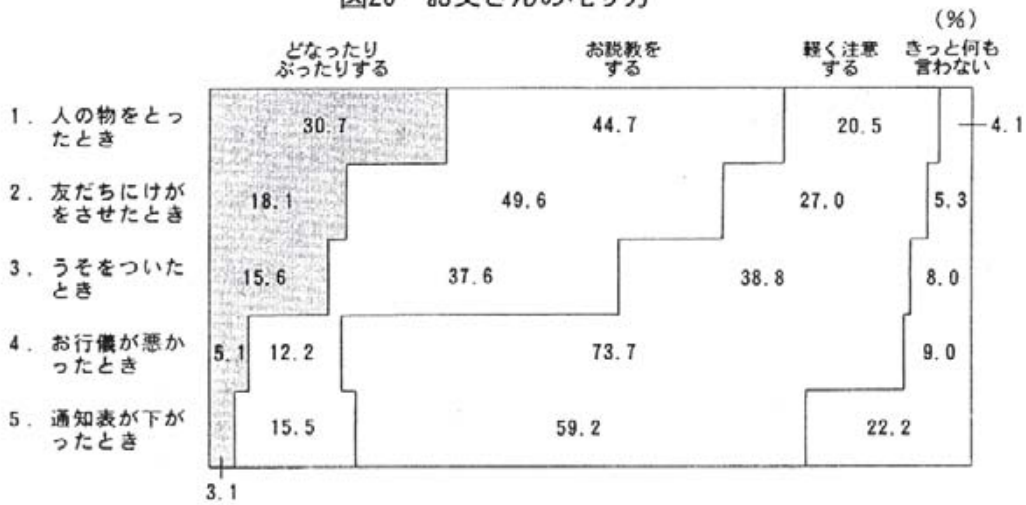 (%)
どなったり
ぶったりする
お説教を
する
軽く注意
する
きっと何も
言わない
1. 人の物をとっ
たとき
30.7
44.7
20.5
4.1
2. 友だちにけが
をさせたとき
18.1
49.6
27.0
5.3
3. うそをついた
とき
15.6
37.6
38.8
8.0
4. お行儀が悪か
ったとき
5.1
12.2
73.7
9.0
5. 通知表が下が
ったとき
15.5
59.2
22.2
3.1